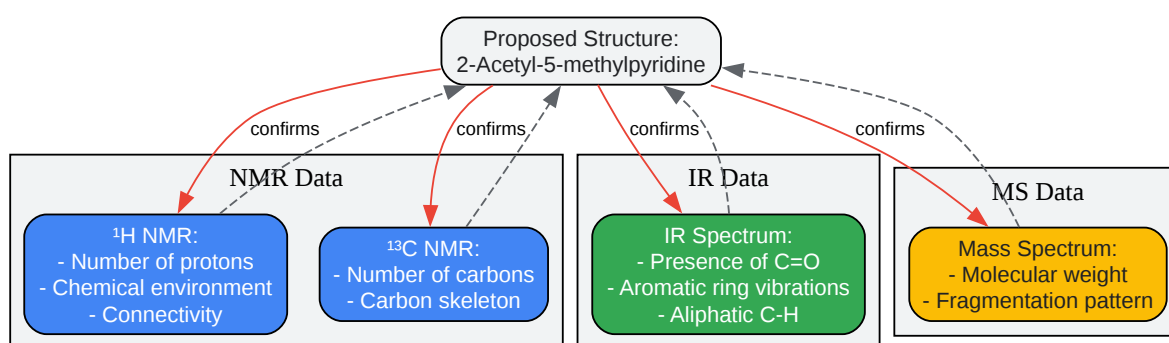 Proposed Structure:
2-Acetyl-5-methylpyridine
confirms
confirms
confirms
confirms
NMR Data
IR Data
MS Data
¹H NMR:
- Number of protons
- Chemical environment
- Connectivity
¹³C NMR:
- Number of carbons
- Carbon skeleton
IR Spectrum:
- Presence of C=O
- Aromatic ring vibrations
- Aliphatic C-H
Mass Spectrum:
- Molecular weight
- Fragmentation pattern